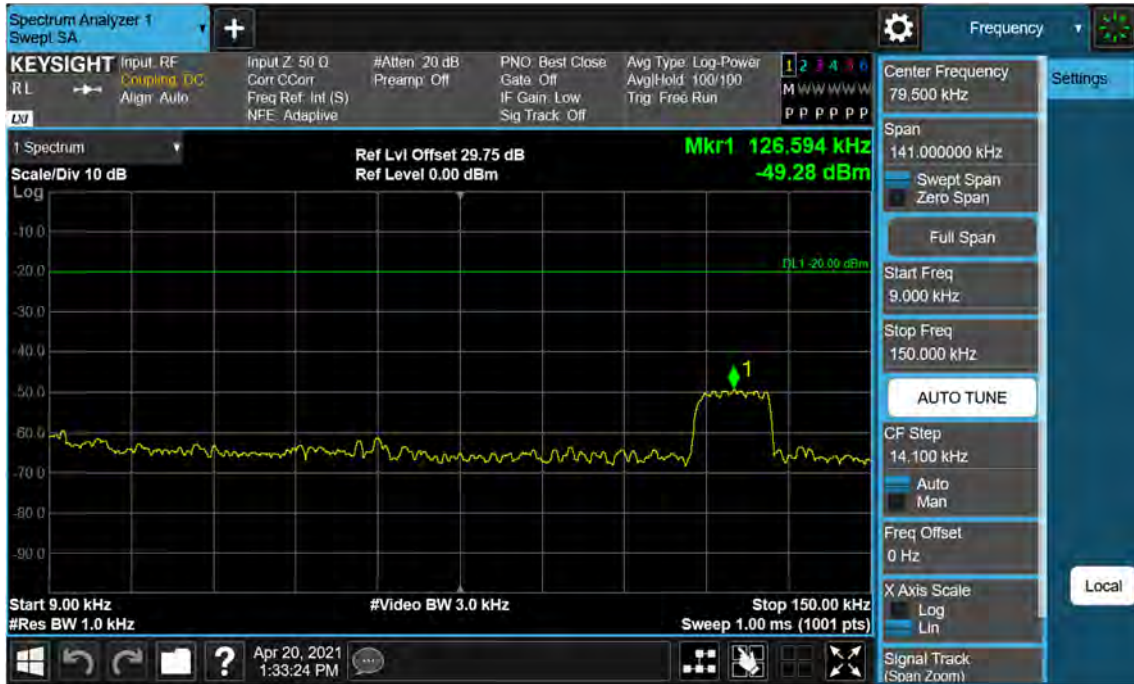 Spectrum Analyzer 1
Swept SA
+
Frequency
KEYSIGHT
RL
LXI
Input: RF
Coupling: DC
Align: Auto
Input Z: 50 Ω
Corr CCorr
Freq Ref: Int (S)
NFE: Adaptive
#Atten: 20 dB
Preamp: Off
PNO: Best Close
Gate: Off
IF Gain: Low
Sig Track: Off
Avg Type: Log-Power
Avg|Hold: 100/100
Trig: Free Run
1 2 3 4 5 6
M W W W W W
P P P P P P
1 Spectrum
Scale/Div 10 dB
Log
Ref Lvl Offset 29.75 dB
Ref Level 0.00 dBm
Mkr1 126.594 kHz
-49.28 dBm
-10.0
-20.0
DL1 -20.00 dBm
-30.0
-40.0
1
-50.0
-60.0
-70.0
-90.0
Start 9.00 kHz
#Res BW 1.0 kHz
#Video BW 3.0 kHz
Stop 150.00 kHz
Sweep 1.00 ms (1001 pts)
?
Apr 20, 2021
1:33:24 PM
Center Frequency
79.500 kHz
Span
141.000000 kHz
Swept Span
Zero Span
Full Span
Start Freq
9.000 kHz
Stop Freq
150.000 kHz
AUTO TUNE
CF Step
14.100 kHz
Auto
Man
Freq Offset
0 Hz
X Axis Scale
Log
Lin
Signal Track
(Span Zoom)
Settings
Local